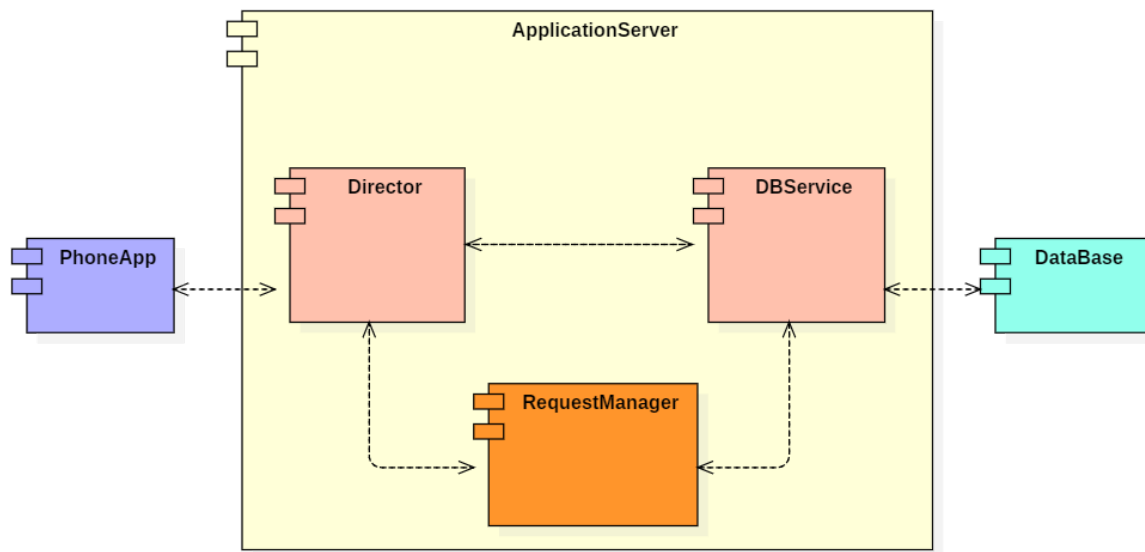 ApplicationServer
Director
DBService
PhoneApp
DataBase
RequestManager